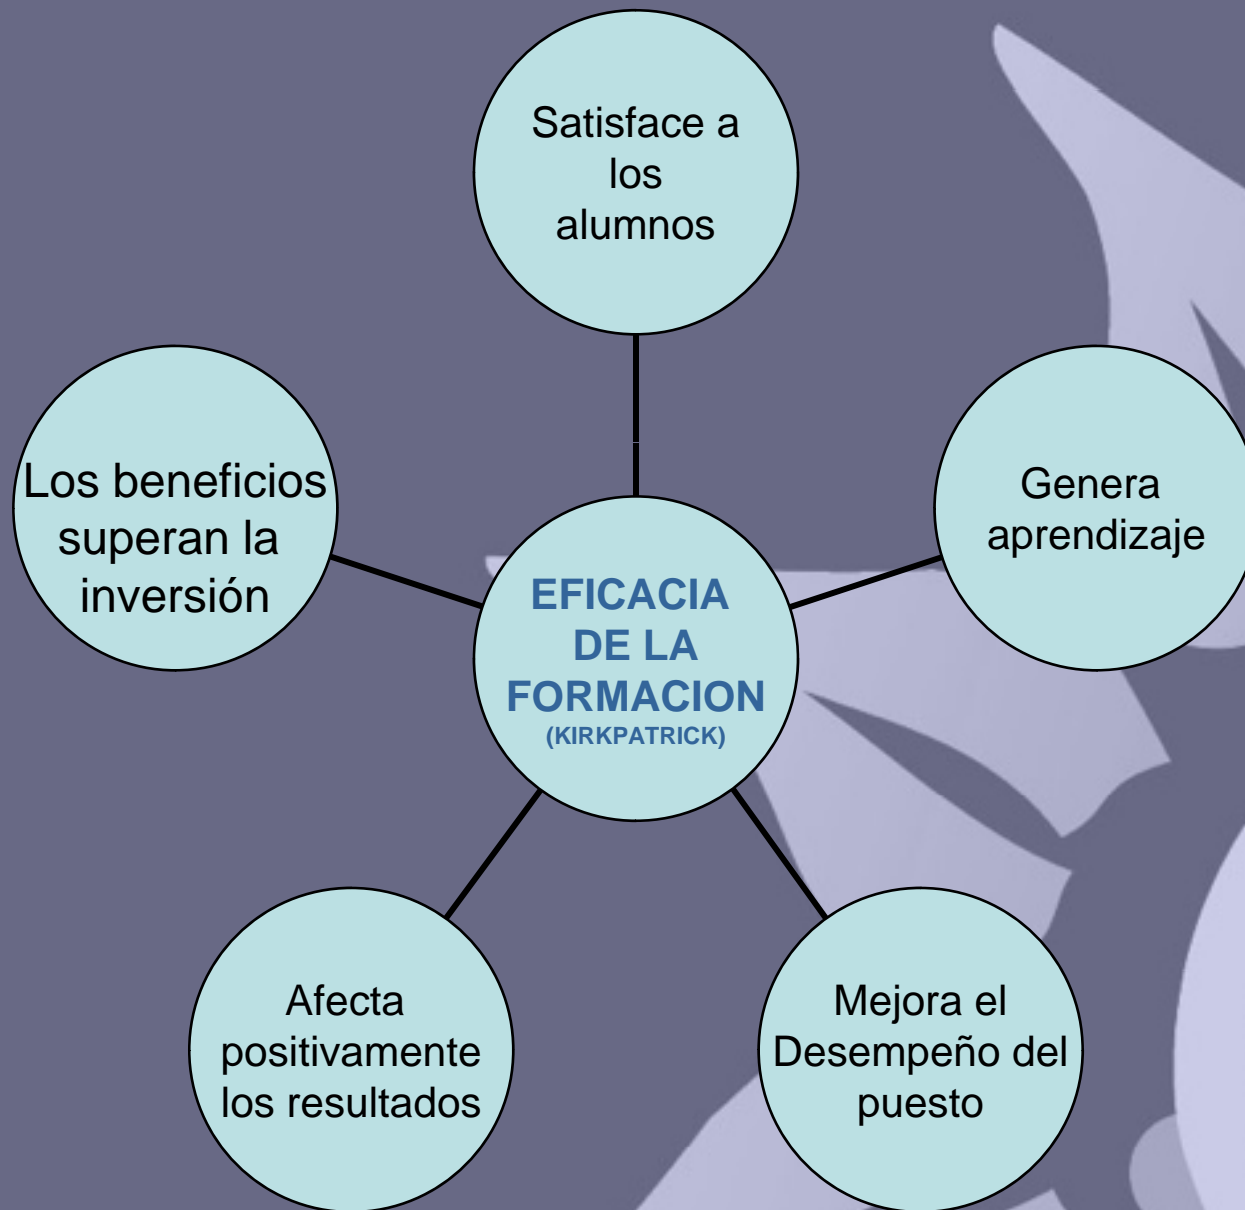 Satisface a
los
alumnos
Genera
aprendizaje
Mejora el
Desempeño del
puesto
Afecta
positivamente
los resultados
Los beneficios
superan la
inversión
EFICACIA
DE LA
FORMACION
(KIRKPATRICK)